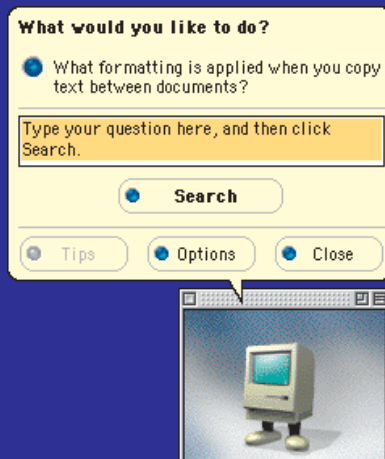 What would you like to do?
What formatting is applied when you copy
text between documents?
Type your question here, and then click
Search.
Search
Tips
Options
Close